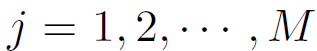 j = 1, 2, ⋯ , M